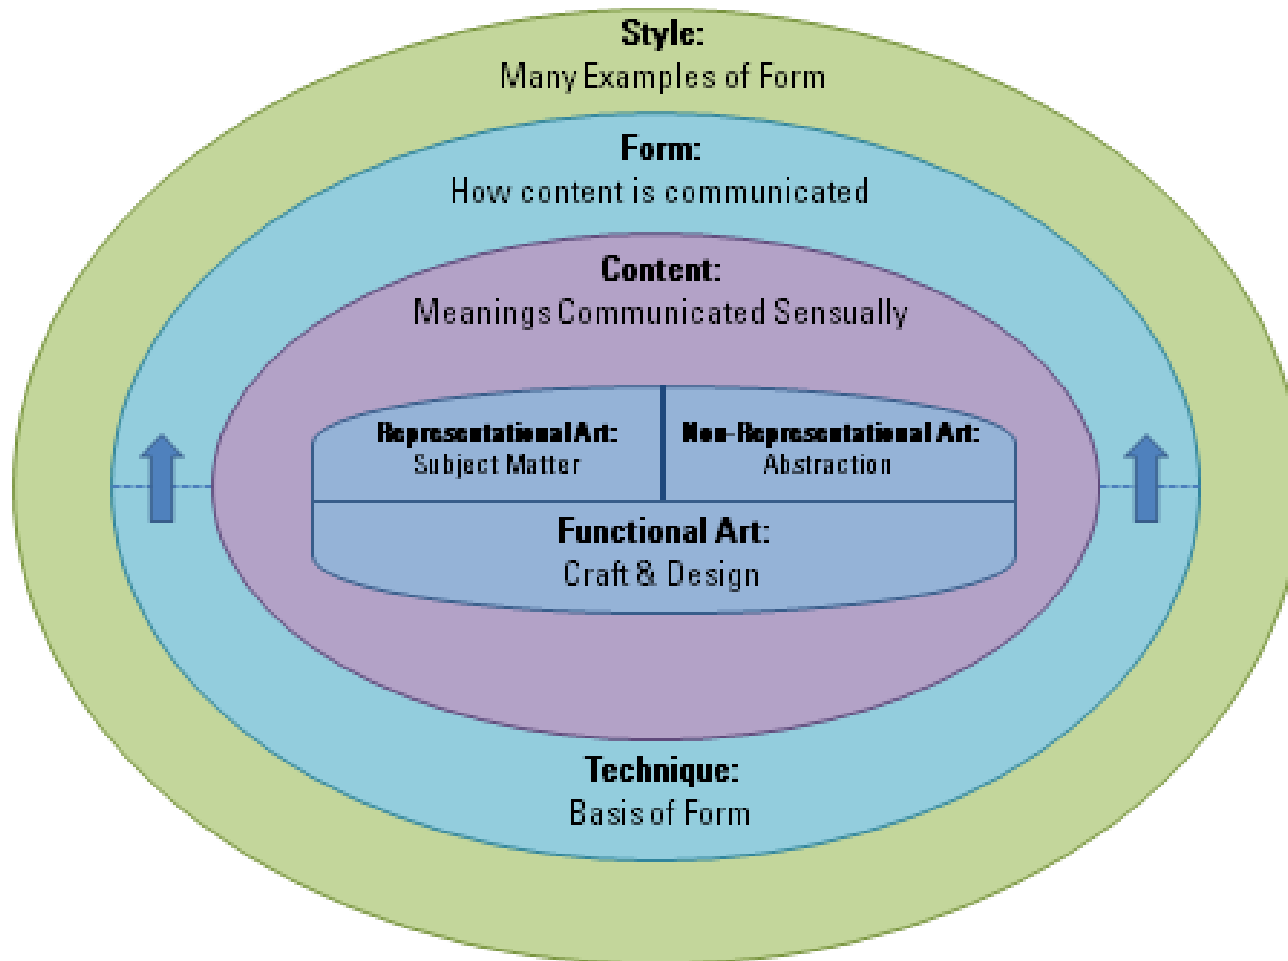 Style:
Many Examples of Form
Form:
How content is communicated
Content:
Meanings Communicated Sensually
Representational Art:
Subject Matter
Non-Representational Art:
Abstraction
Functional Art:
Craft & Design
Technique:
Basis of Form